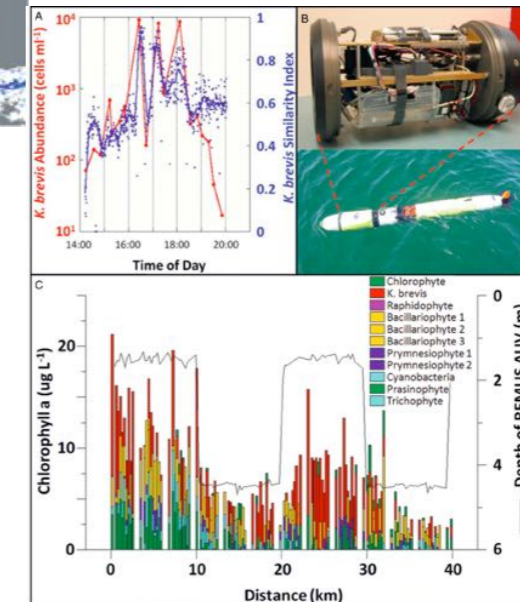 A
K. brevis Abundance (cells ml⁻¹)
10⁴
10³
10²
10¹
14:00
16:00
18:00
20:00
Time of Day
1
0.8
0.6
0.4
0.2
0
K. brevis Similarity Index
B
C
Chlorophyll a (ug L⁻¹)
20
10
0
0
10
20
30
40
Distance (km)
Chlorophyte
K. brevis
Raphidophyte
Bacillariophyte 1
Bacillariophyte 2
Bacillariophyte 3
Prymnesiophyte 1
Prymnesiophyte 2
Cyanobacteria
Prasinophyte
Trichophyte
0
2
4
6
Depth of REMUS AUV (m)